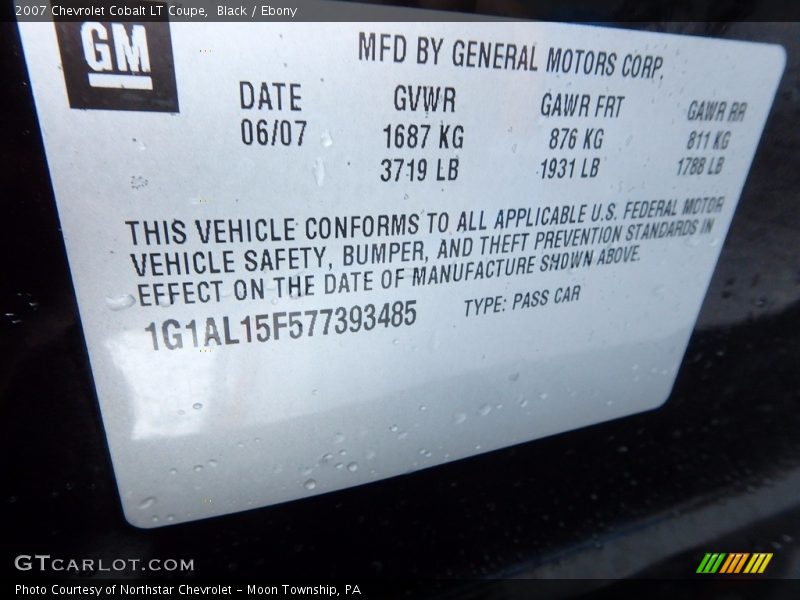 2007 Chevrolet Cobalt LT Coupe, Black / Ebony
GM
MFD BY GENERAL MOTORS CORP.
DATE GVWR GAWR FRT GAWR RR
06/07 1687 KG 876 KG 811 KG
3719 LB 1931 LB 1788 LB
THIS VEHICLE CONFORMS TO ALL APPLICABLE U.S. FEDERAL MOTOR
VEHICLE SAFETY, BUMPER, AND THEFT PREVENTION STANDARDS IN
EFFECT ON THE DATE OF MANUFACTURE SHOWN ABOVE.
1G1AL15F577393485 TYPE: PASS CAR
GTCARLOT.COM
Photo Courtesy of Northstar Chevrolet - Moon Township, PA